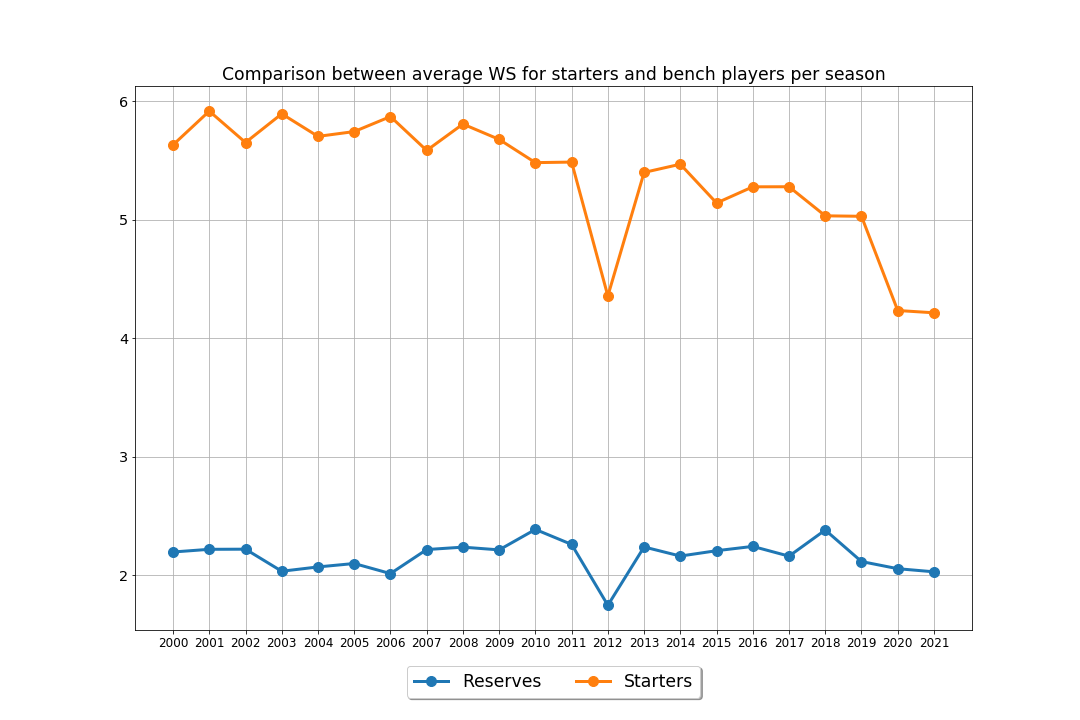 Comparison between average WS for starters and bench players per season
6
5
4
3
2
2000 2001 2002 2003 2004 2005 2006 2007 2008 2009 2010 2011 2012 2013 2014 2015 2016 2017 2018 2019 2020 2021
Reserves Starters